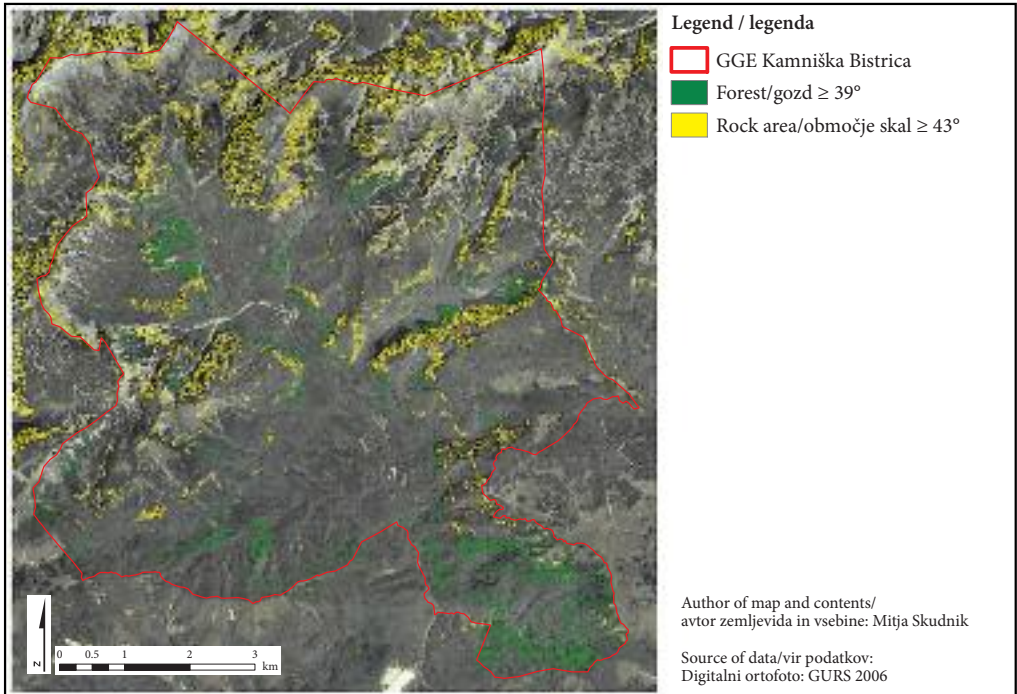 Legend / legenda
GGE Kamniška Bistrica
Forest/gozd ≥ 39°
Rock area/območje skal ≥ 43°
Author of map and contents/
avtor zemljevida in vsebine: Mitja Skudnik
Source of data/vir podatkov:
Digitalni ortofoto: GURS 2006
N
0 0.5 1 2 3
km